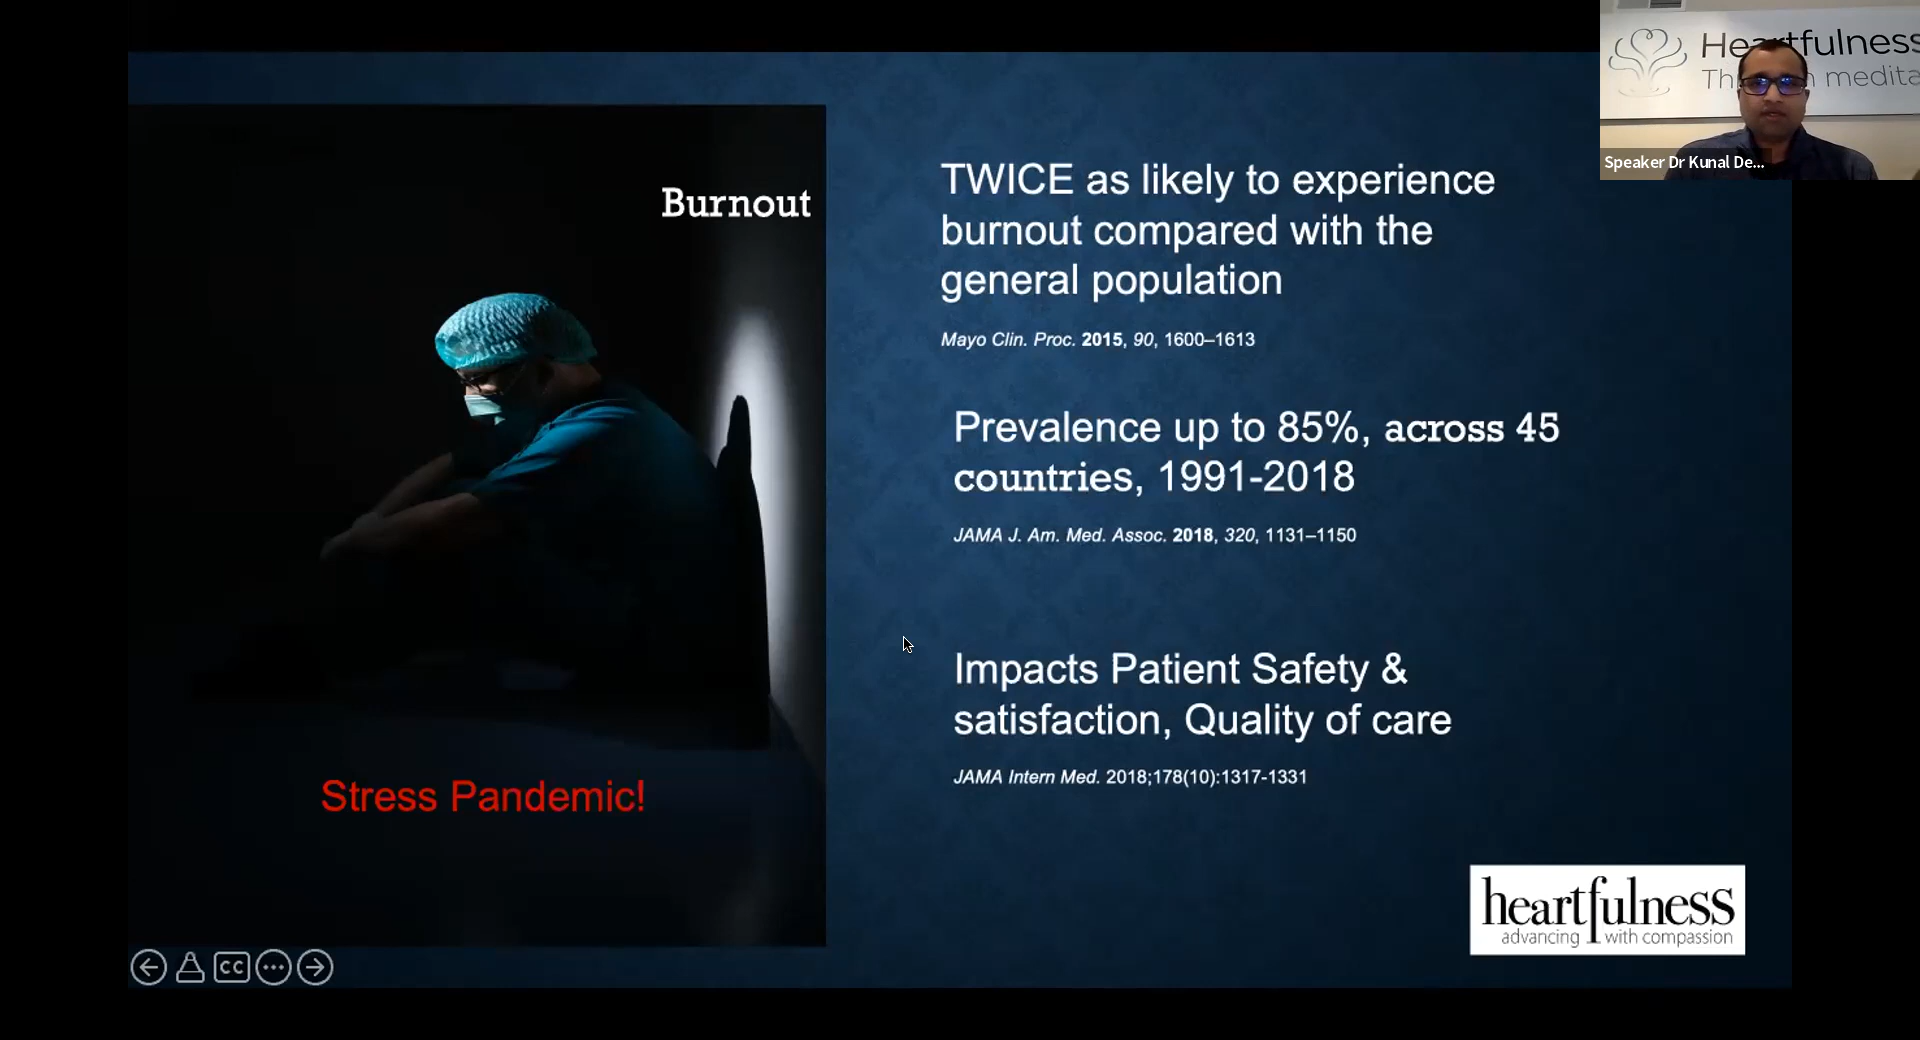 Burnout
Stress Pandemic!
TWICE as likely to experience
burnout compared with the
general population
Mayo Clin. Proc. 2015, 90, 1600–1613
Prevalence up to 85%, across 45
countries, 1991-2018
JAMA J. Am. Med. Assoc. 2018, 320, 1131–1150
Impacts Patient Safety &
satisfaction, Quality of care
JAMA Intern Med. 2018;178(10):1317-1331
heartfulness
advancing with compassion
CC
Heartfulness
medita
Speaker Dr Kunal De...